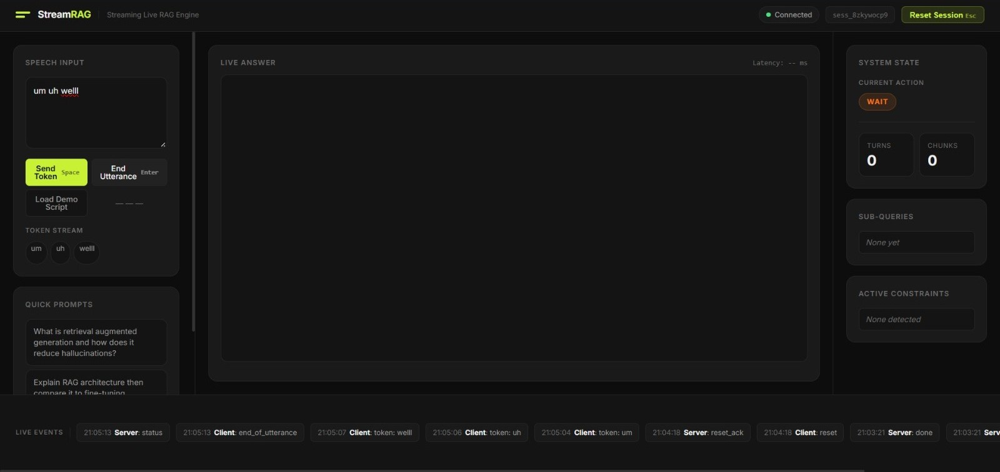 StreamRAG Streaming Live RAG Engine
Connected sess_8zkywocp9 Reset Session Esc
SPEECH INPUT
um uh welll
Send Token Space
End Utterance Enter
Load Demo Script
— — —
TOKEN STREAM
um uh welll
QUICK PROMPTS
What is retrieval augmented
generation and how does it
reduce hallucinations?
Explain RAG architecture then
compare it to fine-tuning
LIVE ANSWER Latency: -- ms
SYSTEM STATE
CURRENT ACTION
WAIT
TURNS CHUNKS
0 0
SUB-QUERIES
None yet
ACTIVE CONSTRAINTS
None detected
LIVE EVENTS 21:05:13 Server: status 21:05:13 Client: end_of_utterance 21:05:07 Client: token: welll 21:05:06 Client: token: uh 21:05:04 Client: token: um 21:04:18 Server: reset_ack 21:04:18 Client: reset 21:03:21 Server: done 21:03:21 Serv